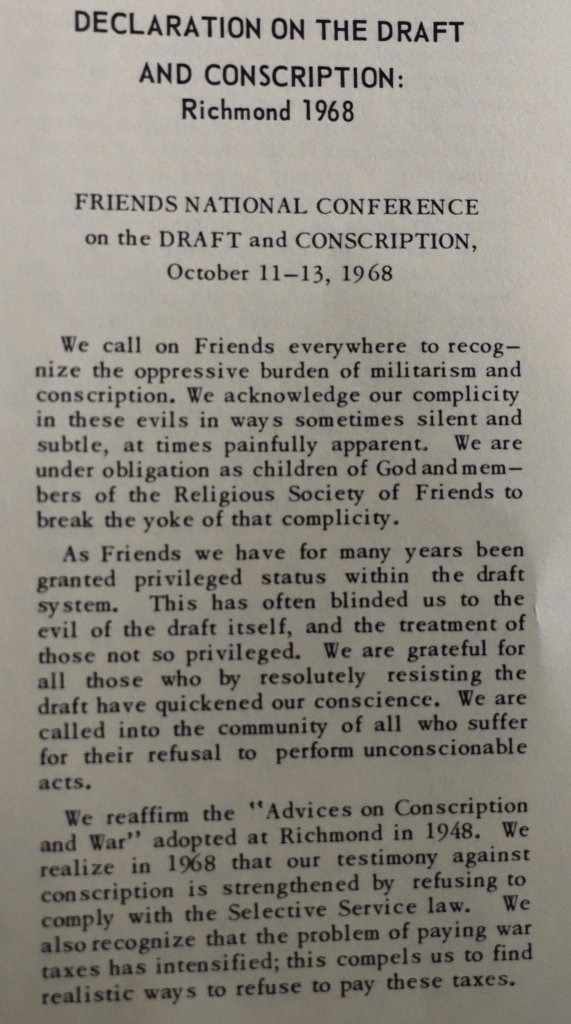 DECLARATION ON THE DRAFT
AND CONSCRIPTION:
Richmond 1968
FRIENDS NATIONAL CONFERENCE
on the DRAFT and CONSCRIPTION,
October 11–13, 1968
We call on Friends everywhere to recog–
nize the oppressive burden of militarism and
conscription. We acknowledge our complicity
in these evils in ways sometimes silent and
subtle, at times painfully apparent. We are
under obligation as children of God and mem–
bers of the Religious Society of Friends to
break the yoke of that complicity.
As Friends we have for many years been
granted privileged status within the draft
system. This has often blinded us to the
evil of the draft itself, and the treatment of
those not so privileged. We are grateful for
all those who by resolutely resisting the
draft have quickened our conscience. We are
called into the community of all who suffer
for their refusal to perform unconscionable
acts.
We reaffirm the "Advices on Conscription
and War" adopted at Richmond in 1948. We
realize in 1968 that our testimony against
conscription is strengthened by refusing to
comply with the Selective Service law. We
also recognize that the problem of paying war
taxes has intensified; this compels us to find
realistic ways to refuse to pay these taxes.